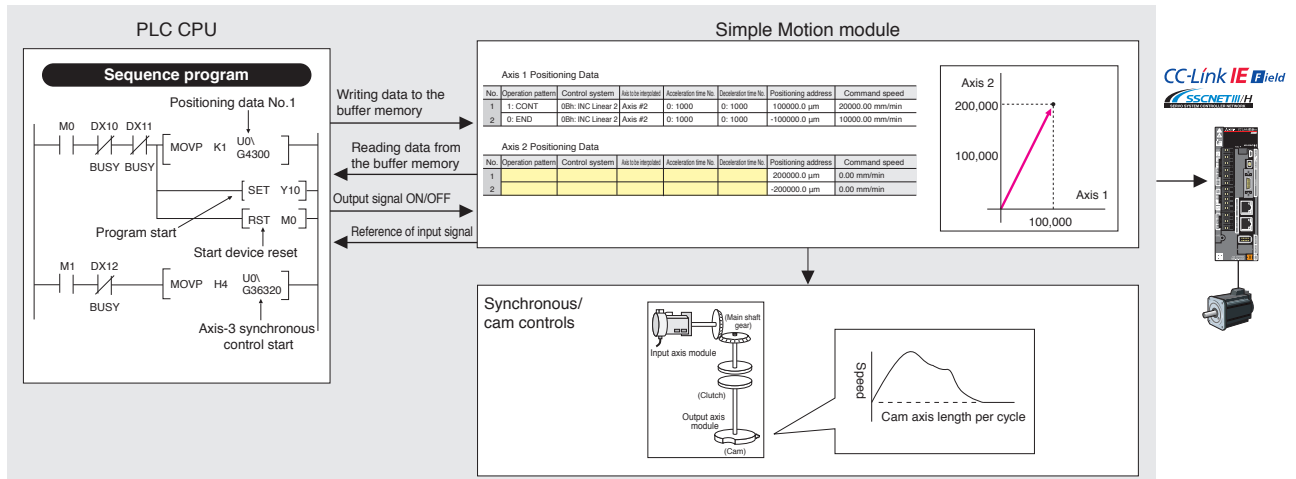 PLC CPU
Sequence program
Positioning data No.1
M0 DX10 DX11
MOVP K1 U0\
G4300
BUSY BUSY
SET Y10
RST M0
Program start
Start device reset
M1 DX12
MOVP H4 U0\
G36320
BUSY
Axis-3 synchronous
control start
Writing data to the
buffer memory
Reading data from
the buffer memory
Output signal ON/OFF
Reference of input signal
Simple Motion module
Axis 1 Positioning Data
No. Operation pattern Control system Axis to be interpolated Acceleration time No. Deceleration time No. Positioning address Command speed
1 1: CONT 0Bh: INC Linear 2 Axis #2 0: 1000 0: 1000 100000.0 µm 20000.00 mm/min
2 0: END 0Bh: INC Linear 2 Axis #2 0: 1000 0: 1000 -100000.0 µm 10000.00 mm/min
Axis 2 Positioning Data
No. Operation pattern Control system Axis to be interpolated Acceleration time No. Deceleration time No. Positioning address Command speed
1 200000.0 µm 0.00 mm/min
2 -200000.0 µm 0.00 mm/min
Axis 2
200,000
100,000
Axis 1
100,000
Synchronous/
cam controls
(Main shaft
gear)
Input axis module
(Clutch)
Output axis
module
(Cam)
Speed
Cam axis length per cycle
CC-Link IE Field
SSCNETIII/H
SERVO SYSTEM CONTROLLER NETWORK